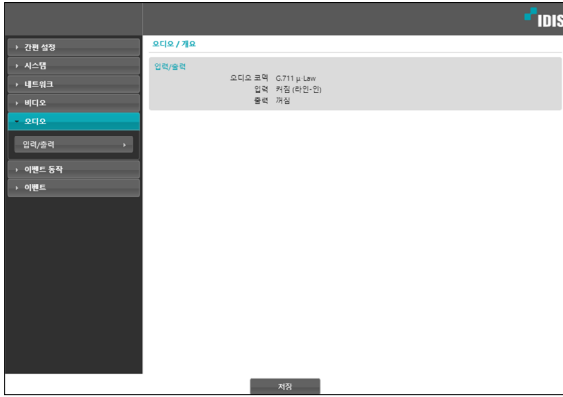 IDIS
간편 설정
시스템
네트워크
비디오
오디오
입력/출력
이벤트 동작
이벤트
오디오 / 개요
입력/출력
오디오 코덱 G.711 μ Law
입력 켜짐 (라인-인)
출력 꺼짐
저장